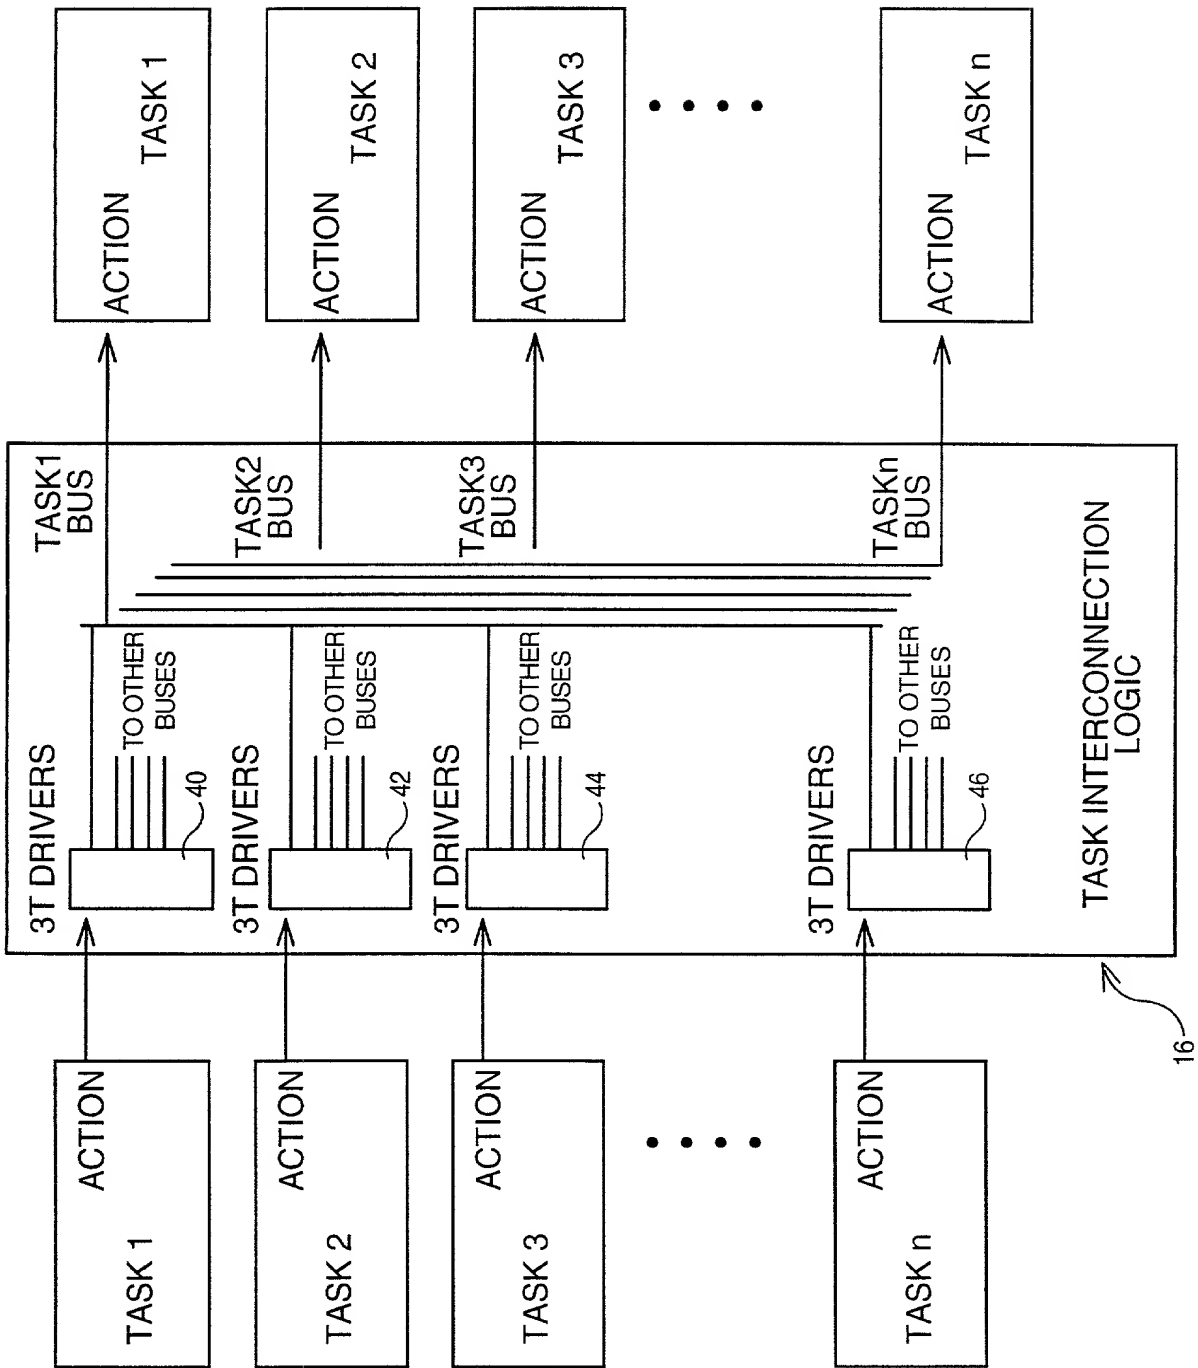 ACTION
TASK 1
3T DRIVERS
40
TO OTHER
BUSES
TASK1
BUS
ACTION
TASK 1
ACTION
TASK 2
3T DRIVERS
42
TO OTHER
BUSES
TASK2
BUS
ACTION
TASK 2
ACTION
TASK 3
3T DRIVERS
44
TO OTHER
BUSES
TASK3
BUS
ACTION
TASK 3
ACTION
TASK n
3T DRIVERS
46
TO OTHER
BUSES
TASKn
BUS
ACTION
TASK n
TASK INTERCONNECTION
LOGIC
16